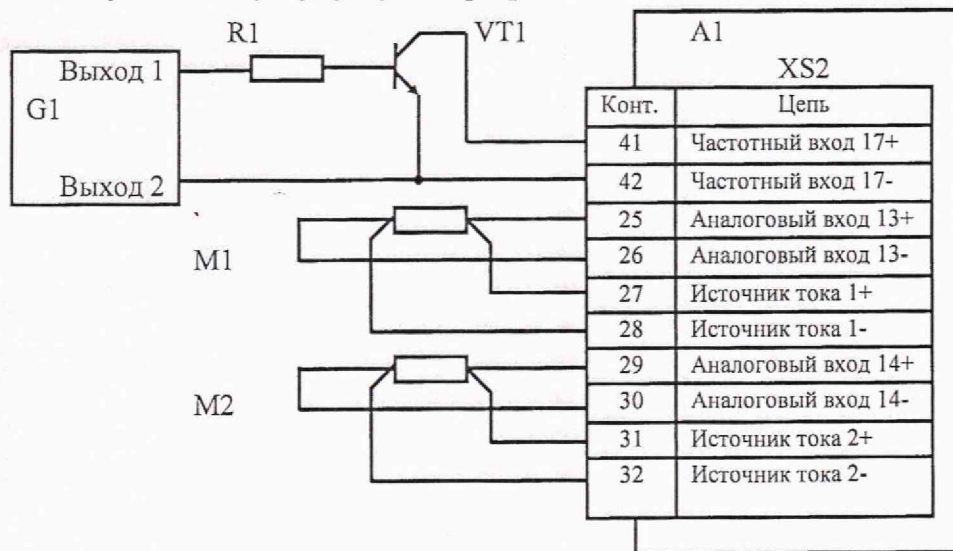 R1
VT1
A1
XS2
Выход 1
G1
Выход 2
Конт. Цепь
41 Частотный вход 17+
42 Частотный вход 17-
25 Аналоговый вход 13+
26 Аналоговый вход 13-
27 Источник тока 1+
28 Источник тока 1-
29 Аналоговый вход 14+
30 Аналоговый вход 14-
31 Источник тока 2+
32 Источник тока 2-
M1
M2